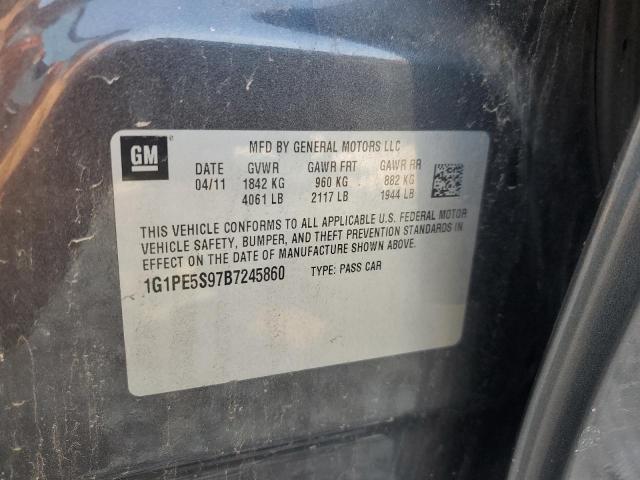 GM
MFD BY GENERAL MOTORS LLC
DATE GVWR GAWR FRT GAWR RR
04/11 1842 KG 960 KG 882 KG
4061 LB 2117 LB 1944 LB
THIS VEHICLE CONFORMS TO ALL APPLICABLE U.S. FEDERAL MOTOR
VEHICLE SAFETY, BUMPER, AND THEFT PREVENTION STANDARDS IN
EFFECT ON THE DATE OF MANUFACTURE SHOWN ABOVE.
1G1PE5S97B7245860 TYPE: PASS CAR